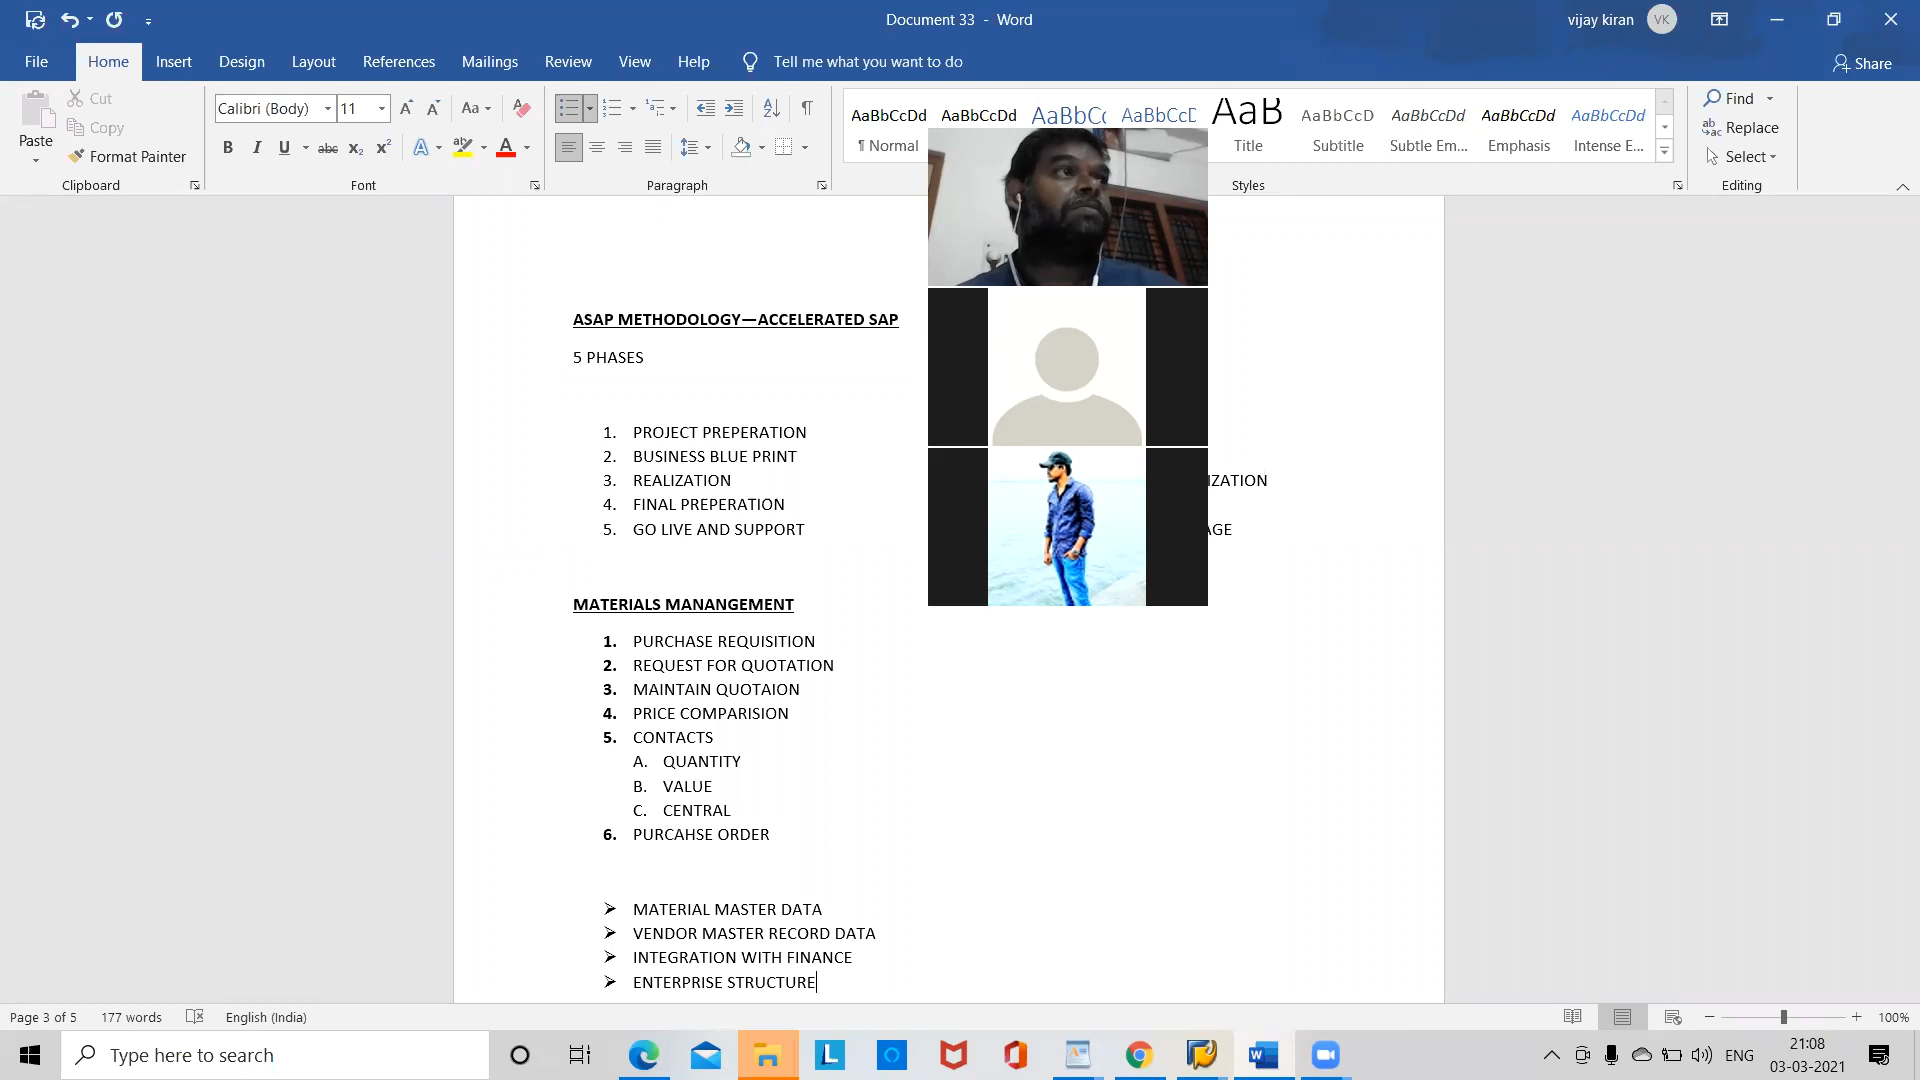 Document 33 - Word
vijay kiran
VK
File
Home
Insert
Design
Layout
References
Mailings
Review
View
Help
Tell me what you want to do
Share
Paste
Cut
Copy
Format Painter
Clipboard
Calibri (Body)
11
Font
Paragraph
AaBbCcDd
¶ Normal
AaBbCcDd
AaBbCc
AaBbCcE
AaB
Title
AaBbCcD
Subtitle
AaBbCcDd
Subtle Em...
AaBbCcDd
Emphasis
AaBbCcDd
Intense E...
Styles
Find
Replace
Select
Editing
ASAP METHODOLOGY—ACCELERATED SAP
5 PHASES
1. PROJECT PREPERATION
2. BUSINESS BLUE PRINT
3. REALIZATION IZATION
4. FINAL PREPERATION
5. GO LIVE AND SUPPORT AGE
MATERIALS MANANGEMENT
1. PURCHASE REQUISITION
2. REQUEST FOR QUOTATION
3. MAINTAIN QUOTAION
4. PRICE COMPARISION
5. CONTACTS
A. QUANTITY
B. VALUE
C. CENTRAL
6. PURCAHSE ORDER
➢ MATERIAL MASTER DATA
➢ VENDOR MASTER RECORD DATA
➢ INTEGRATION WITH FINANCE
➢ ENTERPRISE STRUCTURE
Page 3 of 5
177 words
English (India)
100%
Type here to search
ENG
21:08
03-03-2021